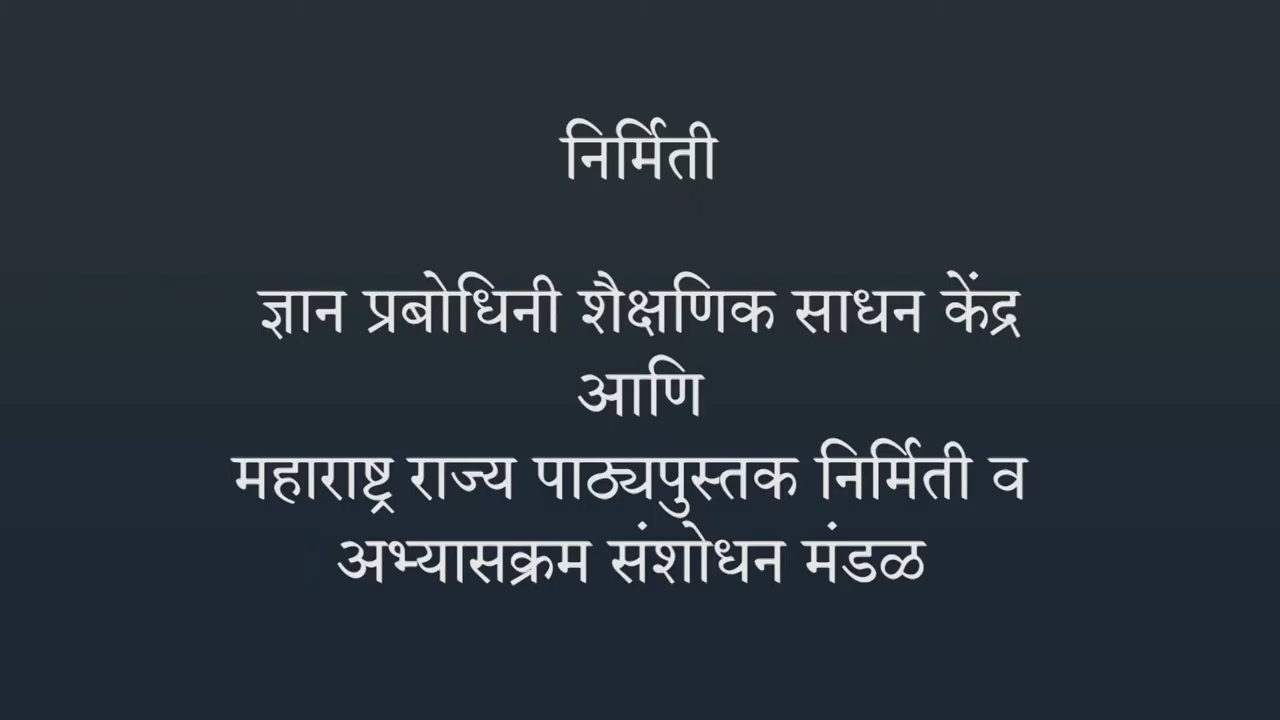 निर्मिती
ज्ञान प्रबोधिनी शैक्षणिक साधन केंद्र
आणि
महाराष्ट्र राज्य पाठ्यपुस्तक निर्मिती व
अभ्यासक्रम संशोधन मंडळ